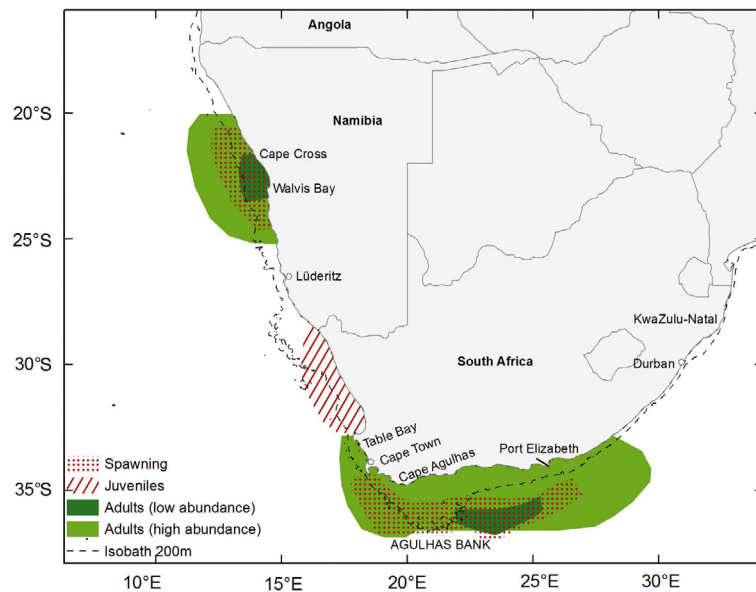 Angola
20°S
Namibia
Cape Cross
Walvis Bay
25°S
Lüderitz
KwaZulu-Natal
30°S
South Africa
Durban
Table Bay
Cape Town
Port Elizabeth
Cape Agulhas
Spawning
Juveniles
35°S
Adults (low abundance)
Adults (high abundance)
AGULHAS BANK
Isobath 200m
10°E
15°E
20°E
25°E
30°E